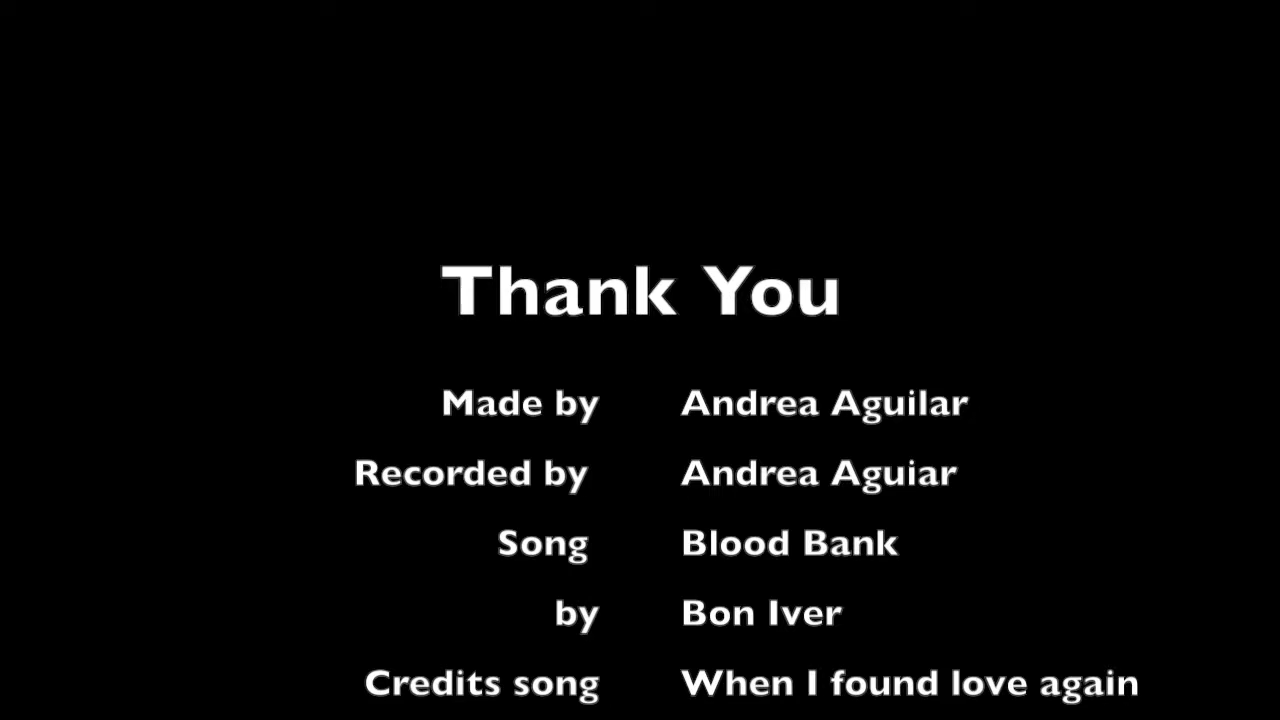 Thank You
Made by Andrea Aguilar
Recorded by Andrea Aguiar
Song Blood Bank
by Bon Iver
Credits song When I found love again